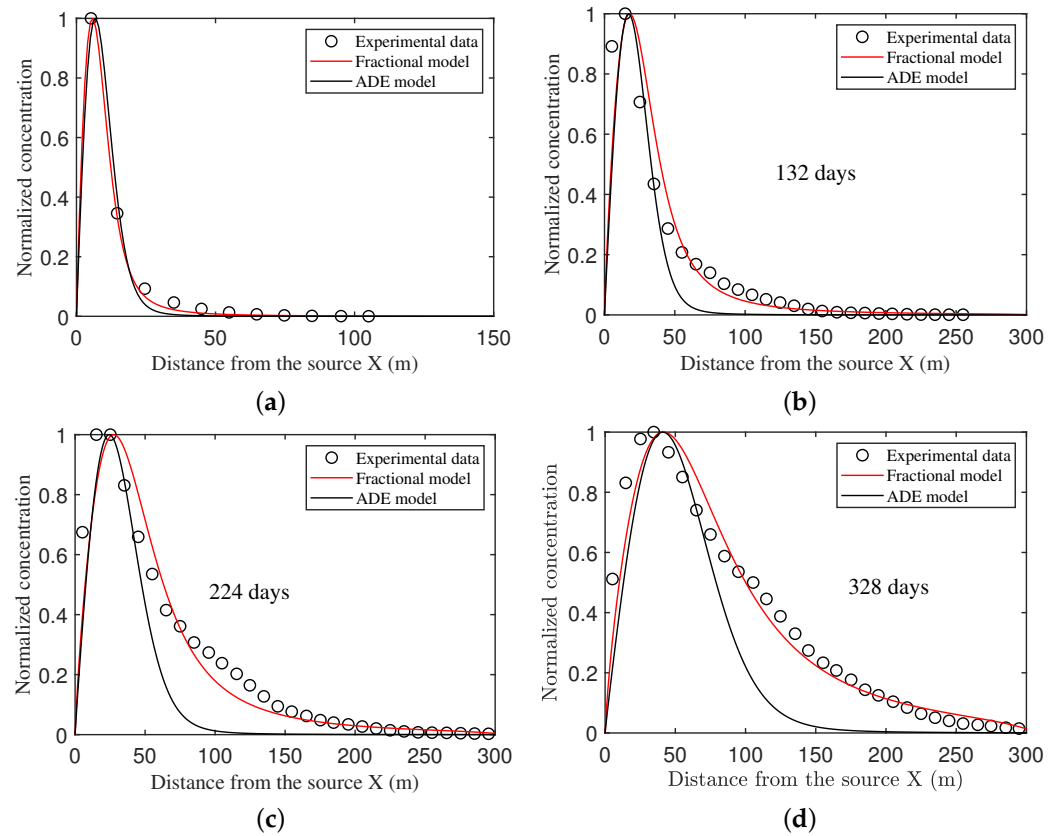 1
0.8
0.6
0.4
0.2
0
Normalized concentration
Experimental data
Fractional model
ADE model
0 50 100 150
Distance from the source X (m)
(a)
1
0.8
0.6
0.4
0.2
0
Normalized concentration
Experimental data
Fractional model
ADE model
132 days
0 50 100 150 200 250 300
Distance from the source X (m)
(b)
1
0.8
0.6
0.4
0.2
0
Normalized concentration
Experimental data
Fractional model
ADE model
224 days
0 50 100 150 200 250 300
Distance from the source X (m)
(c)
1
0.8
0.6
0.4
0.2
0
Normalized concentration
Experimental data
Fractional model
ADE model
328 days
0 50 100 150 200 250 300
Distance from the source X (m)
(d)